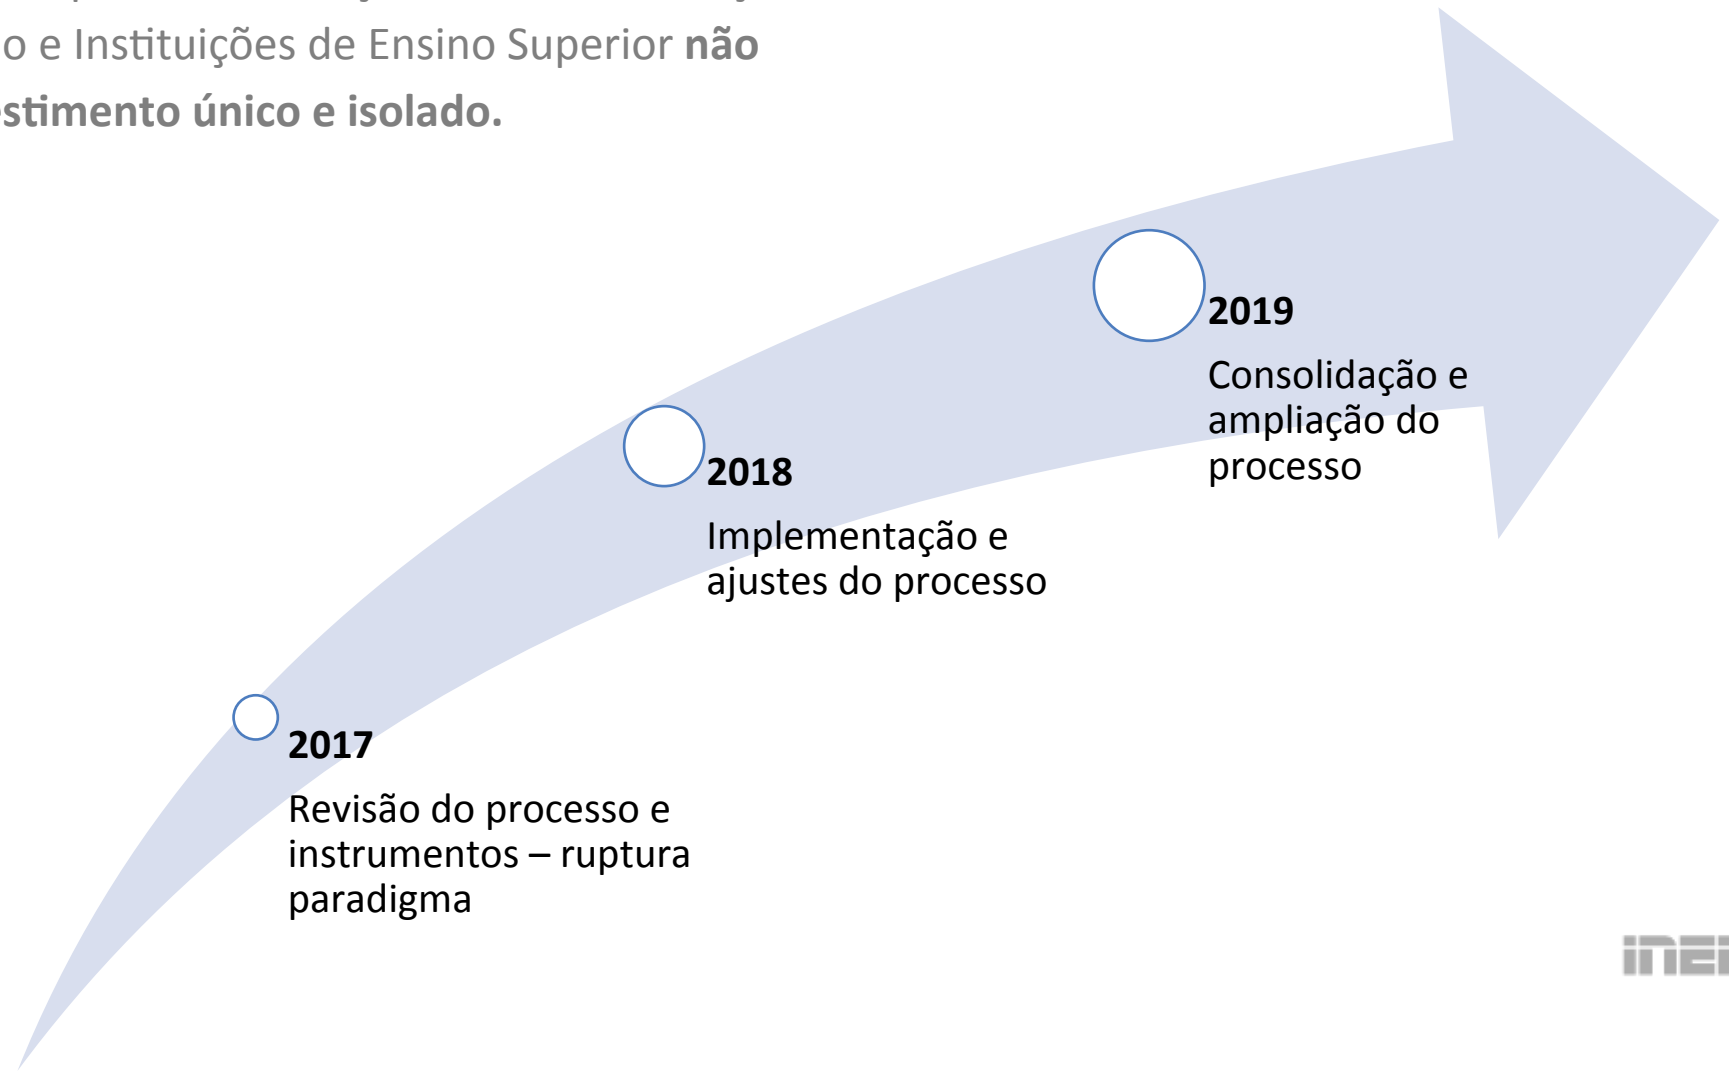 o e Instituições de Ensino Superior não
estimento único e isolado.
2019
Consolidação e
ampliação do
processo
2018
Implementação e
ajustes do processo
2017
Revisão do processo e
instrumentos – ruptura
paradigma